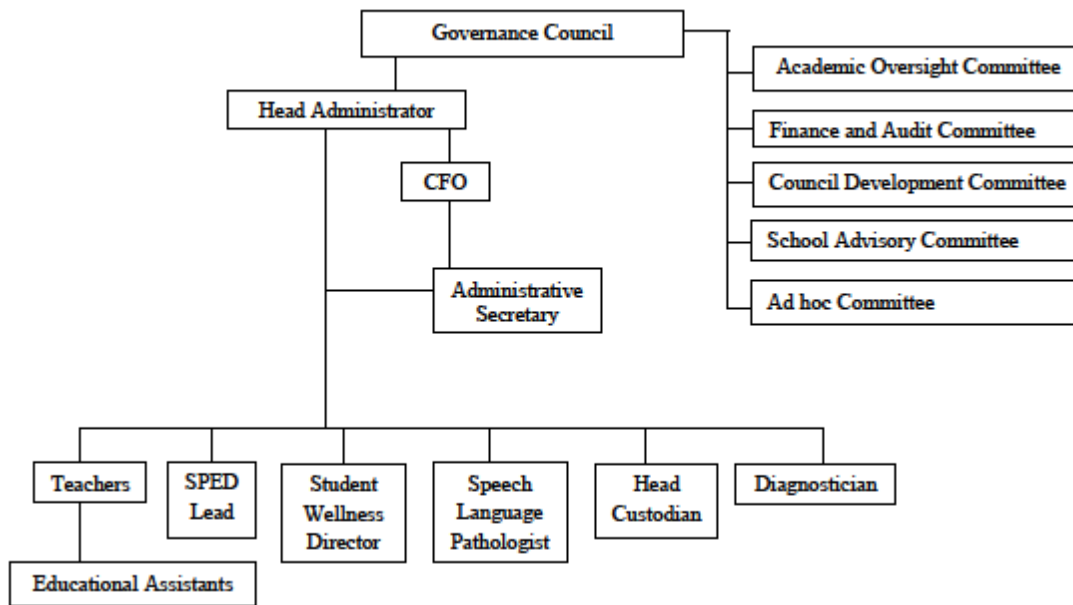 Governance Council
Academic Oversight Committee
Head Administrator
Finance and Audit Committee
CFO
Council Development Committee
School Advisory Committee
Administrative
Secretary
Ad hoc Committee
Teachers
SPED
Lead
Student
Wellness
Director
Speech
Language
Pathologist
Head
Custodian
Diagnostician
Educational Assistants